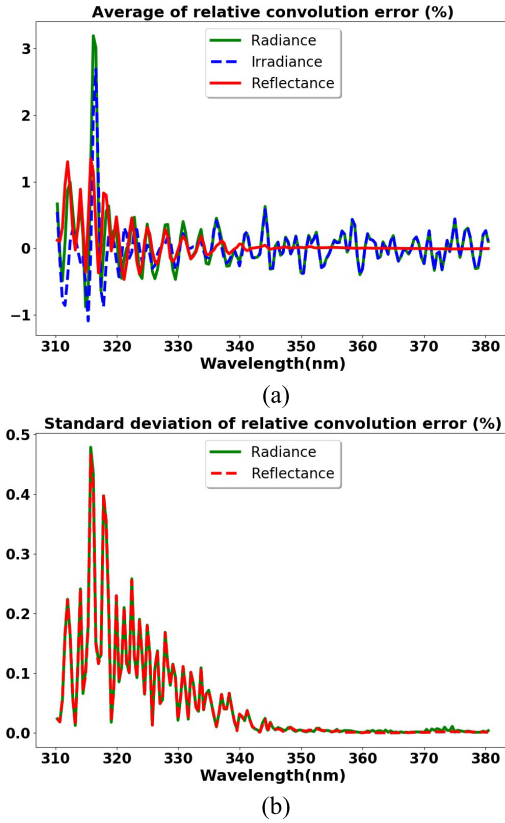 Average of relative convolution error (%)
Radiance
Irradiance
Reflectance
3
2
1
0
−1
310 320 330 340 350 360 370 380
Wavelength(nm)
(a)
Standard deviation of relative convolution error (%)
Radiance
Reflectance
0.5
0.4
0.3
0.2
0.1
0.0
310 320 330 340 350 360 370 380
Wavelength(nm)
(b)